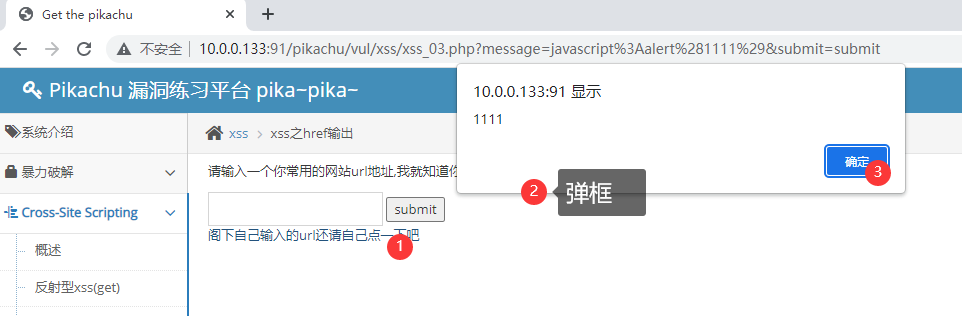 Get the pikachu
不安全 10.0.0.133:91/pikachu/vul/xss/xss_03.php?message=javascript%3Aalert%281111%29&submit=submit
Pikachu 漏洞练习平台 pika~pika~
10.0.0.133:91 显示
1111
确定
3
系统介绍
xss > xss之href输出
暴力破解
请输入一个你常用的网站url地址,我就知道你
2
弹框
Cross-Site Scripting
submit
阁下自己输入的url还请自己点一下吧
1
概述
反射型xss(get)